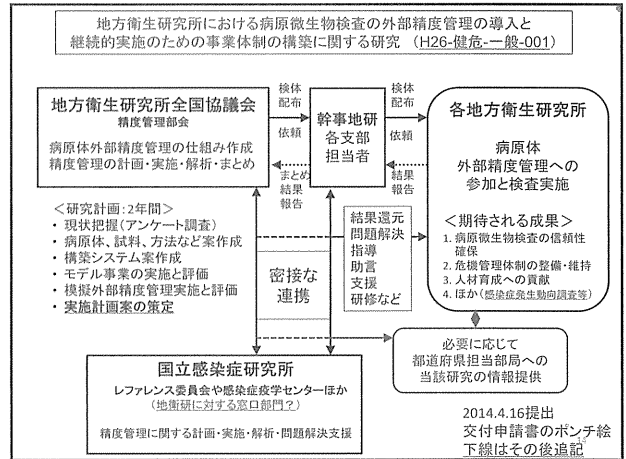 地方衛生研究所における病原微生物検査の外部精度管理の導入と
継続的実施のための事業体制の構築に関する研究 （H26-健危-一般-001）
地方衛生研究所全国協議会
精度管理部会
病原体外部精度管理の仕組み作成
精度管理の計画・実施・解析・まとめ
検体
配布
依頼
まとめ
結果
報告
幹事地研
各支部
担当者
検体
配布
依頼
結果
報告
各地方衛生研究所
病原体
外部精度管理への
参加と検査実施
＜期待される成果＞
1. 病原微生物検査の信頼性
確保
2. 危機管理体制の整備・維持
3. 人材育成への貢献
4. ほか（感染症発生動向調査等）
＜研究計画：2年間＞
・ 現状把握（アンケート調査）
・ 病原体、試料、方法など案作成
・ 構築システム案作成
・ モデル事業の実施と評価
・ 模擬外部精度管理実施と評価
・ 実施計画案の策定
密接な
連携
結果還元
問題解決
指導
助言
支援
研修など
国立感染症研究所
レファレンス委員会や感染症疫学センターほか
（地衛研に対する窓口部門？）
精度管理に関する計画・実施・解析・問題解決支援
必要に応じて
都道府県担当部局への
当該研究の情報提供
2014.4.16提出
交付申請書のポンチ絵
下線はその後追記